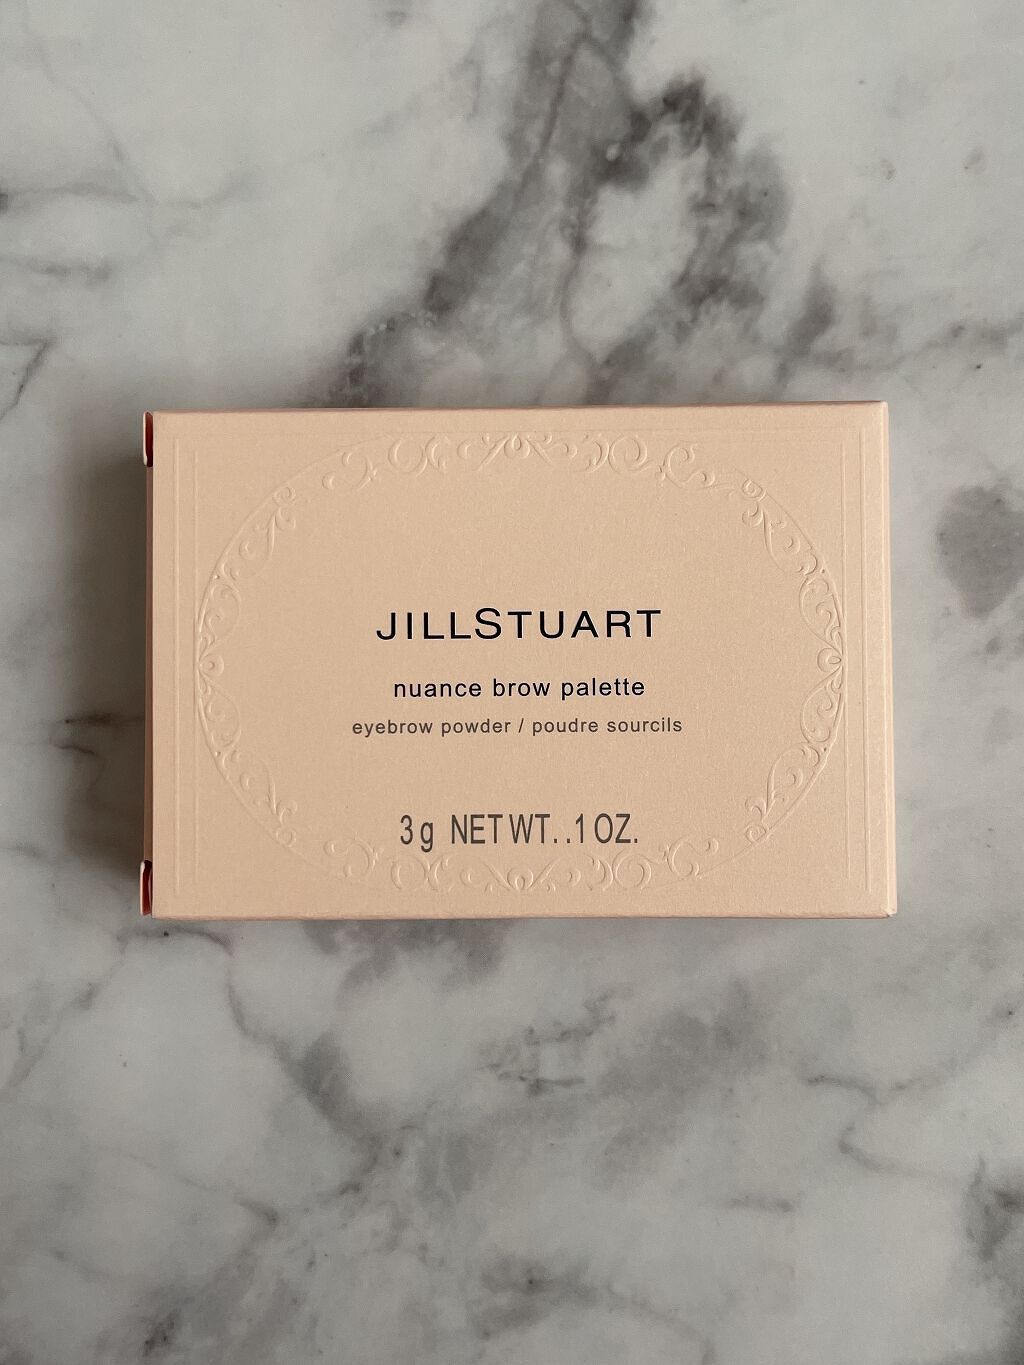 JILLSTUART
nuance brow palette
eyebrow powder / poudre sourcils
3g NET WT. .1 OZ.